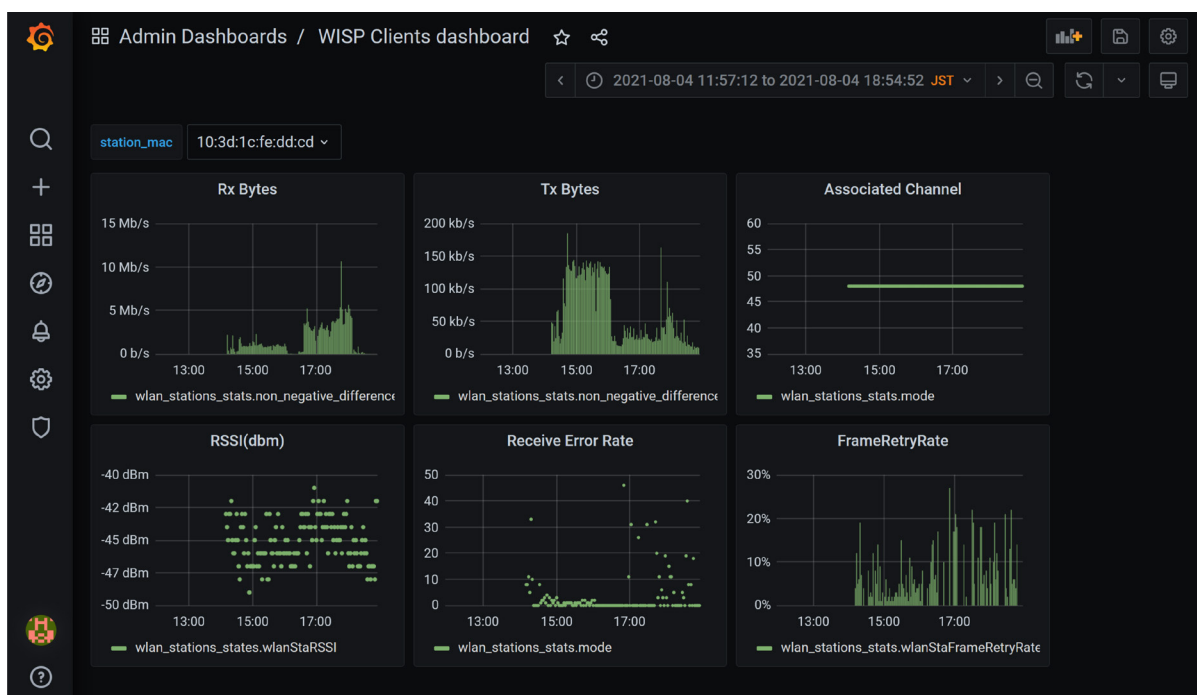 Admin Dashboards / WISP Clients dashboard
2021-08-04 11:57:12 to 2021-08-04 18:54:52 JST
station_mac 10:3d:1c:fe:dd:cd
Rx Bytes
15 Mb/s
10 Mb/s
5 Mb/s
0 b/s
13:00 15:00 17:00
wlan_stations_stats.non_negative_difference
Tx Bytes
200 kb/s
150 kb/s
100 kb/s
50 kb/s
0 b/s
13:00 15:00 17:00
wlan_stations_stats.non_negative_difference
Associated Channel
60
55
50
45
40
35
13:00 15:00 17:00
wlan_stations_stats.mode
RSSI(dbm)
-40 dBm
-42 dBm
-45 dBm
-47 dBm
-50 dBm
13:00 15:00 17:00
wlan_stations_states.wlanStaRSSI
Receive Error Rate
50
40
30
20
10
0
13:00 15:00 17:00
wlan_stations_stats.mode
FrameRetryRate
30%
20%
10%
0%
13:00 15:00 17:00
wlan_stations_stats.wlanStaFrameRetryRate